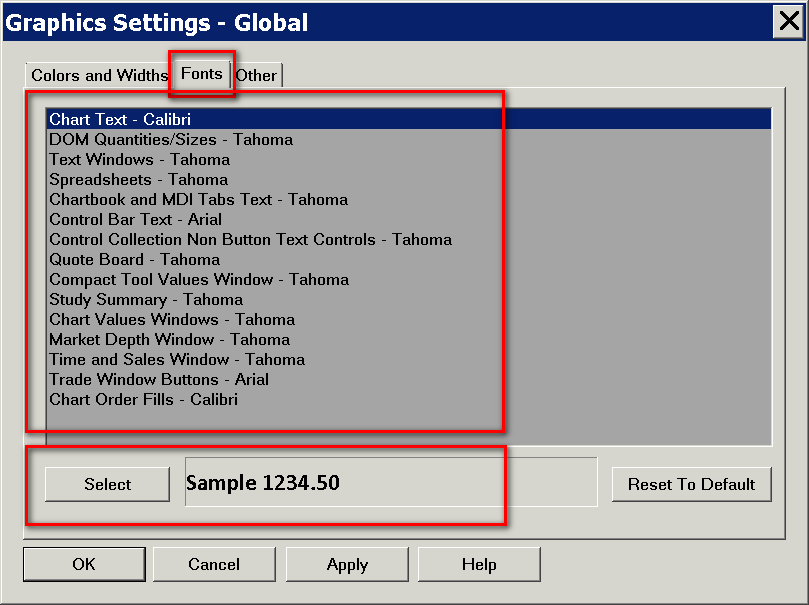 Graphics Settings - Global
Colors and Widths Fonts Other
Chart Text - Calibri
DOM Quantities/Sizes - Tahoma
Text Windows - Tahoma
Spreadsheets - Tahoma
Chartbook and MDI Tabs Text - Tahoma
Control Bar Text - Arial
Control Collection Non Button Text Controls - Tahoma
Quote Board - Tahoma
Compact Tool Values Window - Tahoma
Study Summary - Tahoma
Chart Values Windows - Tahoma
Market Depth Window - Tahoma
Time and Sales Window - Tahoma
Trade Window Buttons - Arial
Chart Order Fills - Calibri
Select Sample 1234.50 Reset To Default
OK Cancel Apply Help